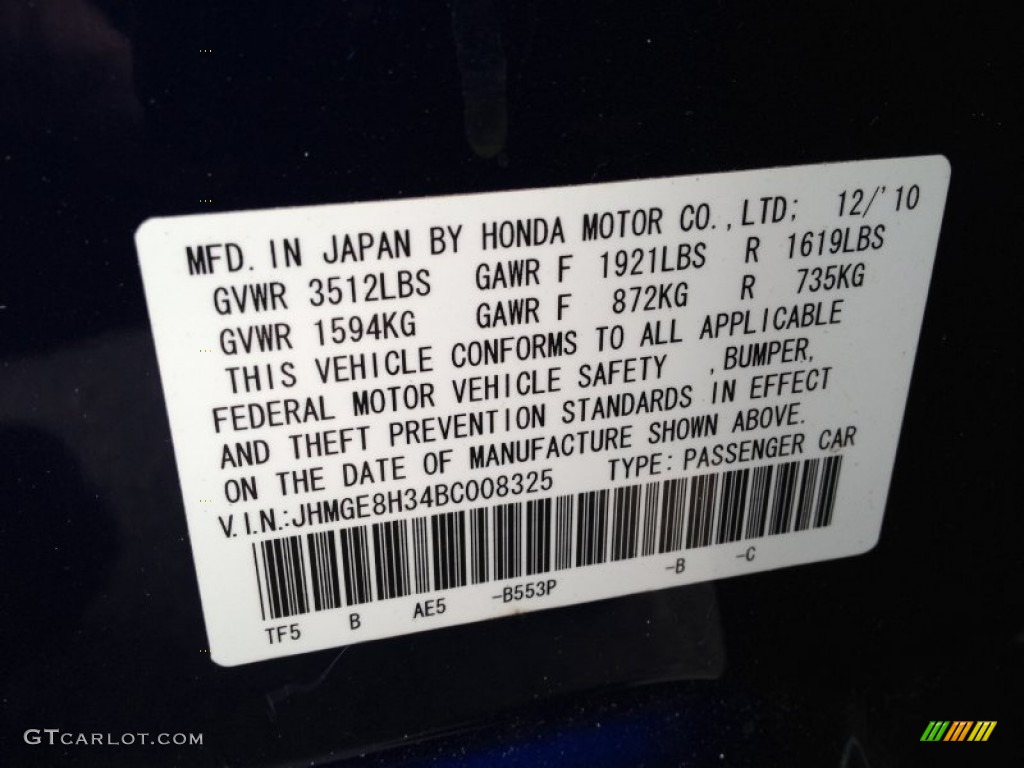 MFD. IN JAPAN BY HONDA MOTOR CO.,LTD; 12/'10
GVWR 3512LBS GAWR F 1921LBS R 1619LBS
GVWR 1594KG GAWR F 872KG R 735KG
THIS VEHICLE CONFORMS TO ALL APPLICABLE
FEDERAL MOTOR VEHICLE SAFETY ,BUMPER,
AND THEFT PREVENTION STANDARDS IN EFFECT
ON THE DATE OF MANUFACTURE SHOWN ABOVE.
V.I.N.:JHMGE8H34BC008325 TYPE:PASSENGER CAR
TF5 B AE5 -B553P -B -C
GTCARLOT.COM